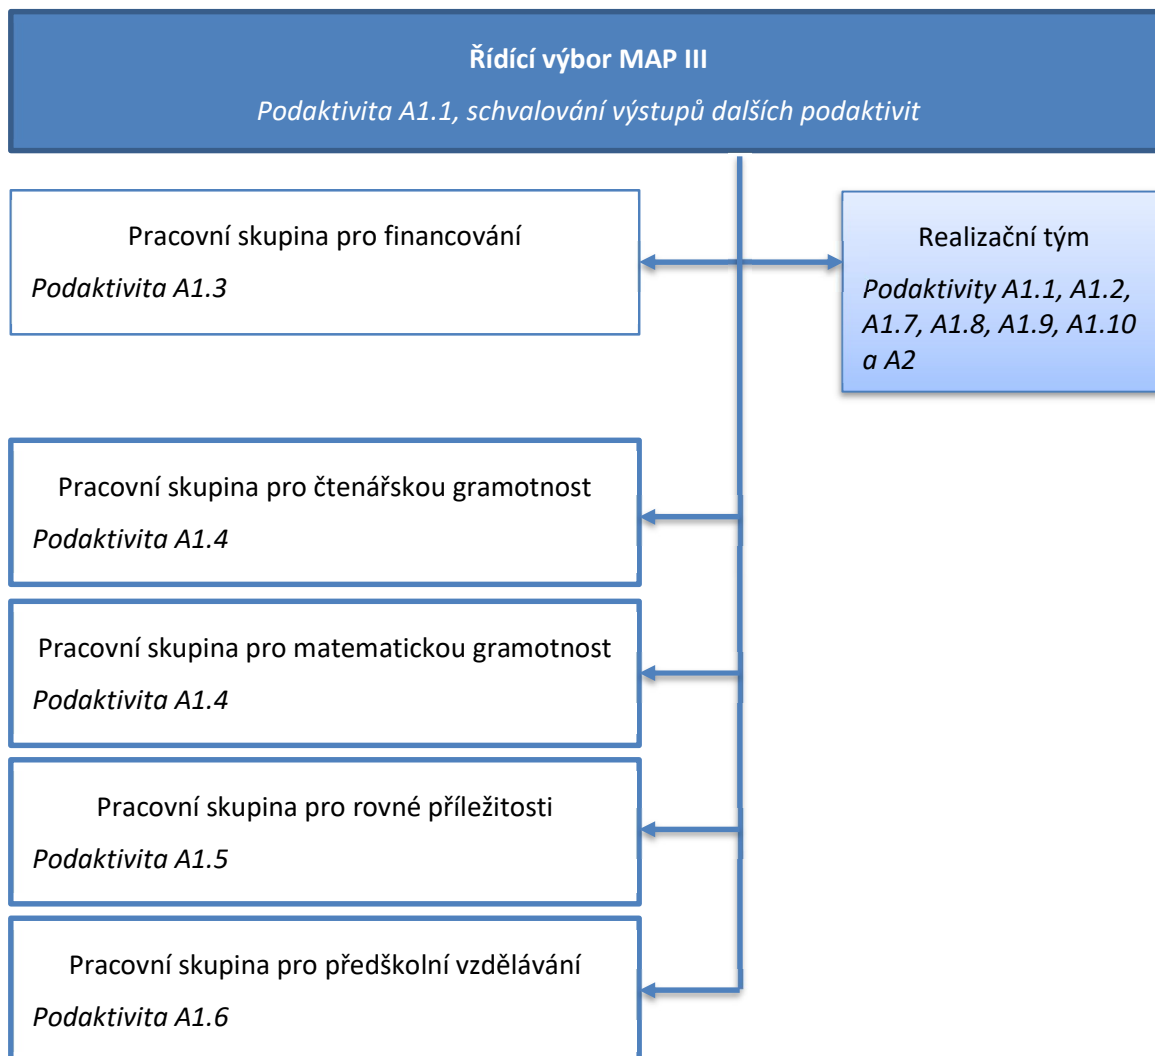 Řídící výbor MAP III
Podaktivita A1.1, schvalování výstupů dalších podaktivit
Pracovní skupina pro financování
Podaktivita A1.3
Realizační tým
Podaktivity A1.1, A1.2,
A1.7, A1.8, A1.9, A1.10
a A2
Pracovní skupina pro čtenářskou gramotnost
Podaktivita A1.4
Pracovní skupina pro matematickou gramotnost
Podaktivita A1.4
Pracovní skupina pro rovné příležitosti
Podaktivita A1.5
Pracovní skupina pro předškolní vzdělávání
Podaktivita A1.6